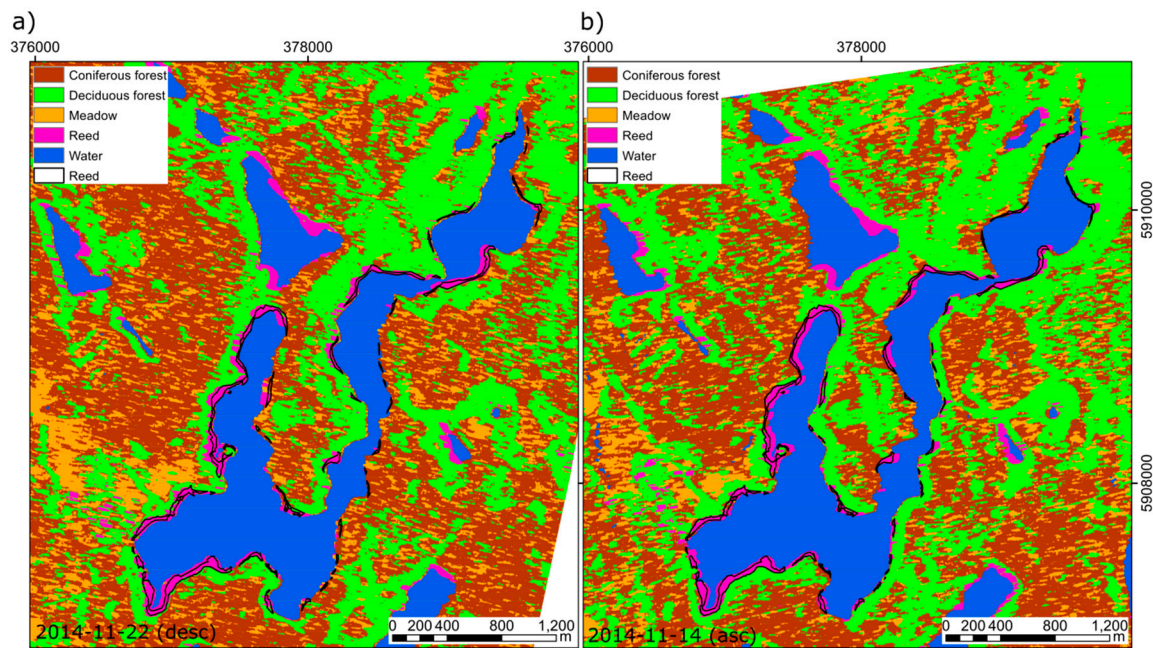 a)
376000
378000
Coniferous forest
Deciduous forest
Meadow
Reed
Water
Reed
2014-11-22 (desc)
0 200 400 800 1,200
m
b)
376000
378000
Coniferous forest
Deciduous forest
Meadow
Reed
Water
Reed
5910000
5908000
2014-11-14 (asc)
0 200 400 800 1,200
m